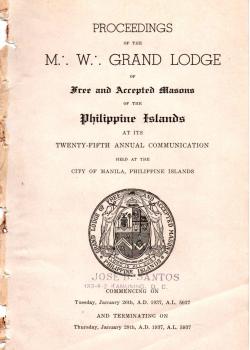 PROCEEDINGS
OF THE
M∴ W∴ GRAND LODGE
OF
Free and Accepted Masons
OF THE
Philippine Islands
AT ITS
TWENTY-FIFTH ANNUAL COMMUNICATION
HELD AT THE
CITY OF MANILA, PHILIPPINE ISLANDS
JOSE B. SANTOS
COMMENCING ON
Tuesday, January 26th, A.D. 1937, A.L. 5937
AND TERMINATING ON
Thursday, January 28th, A.D. 1937, A.L. 5937